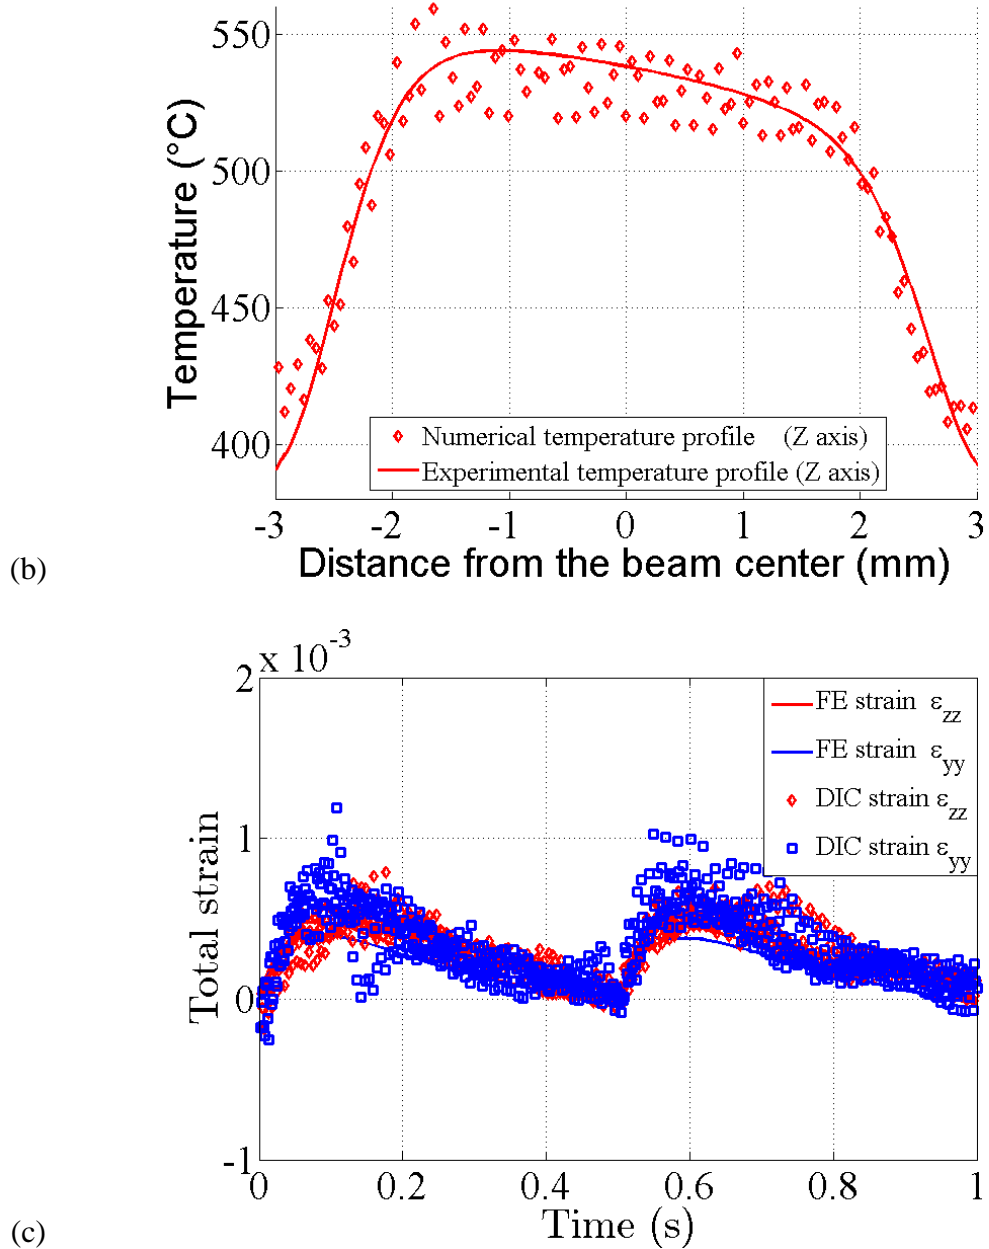 550
500
450
400
Temperature (°C)
Numerical temperature profile (Z axis)
Experimental temperature profile (Z axis)
-3 -2 -1 0 1 2 3
Distance from the beam center (mm)
(b)
x 10⁻³
2
1
0
-1
Total strain
FE strain εzz
FE strain εyy
DIC strain εzz
DIC strain εyy
0 0.2 0.4 0.6 0.8 1
Time (s)
(c)